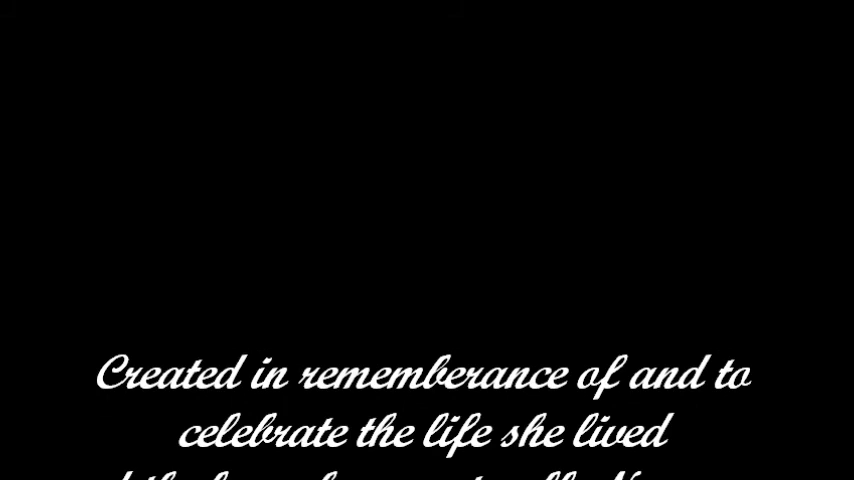 Created in rememberance of and to
celebrate the life she lived